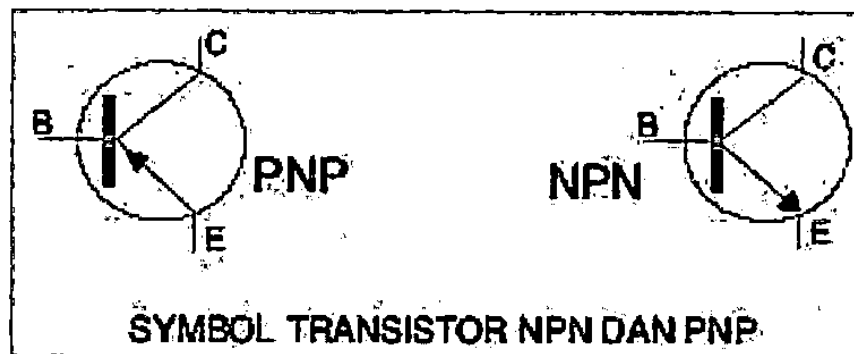 C C
B B
PNP NPN
E E
SYMBOL TRANSISTOR NPN DAN PNP